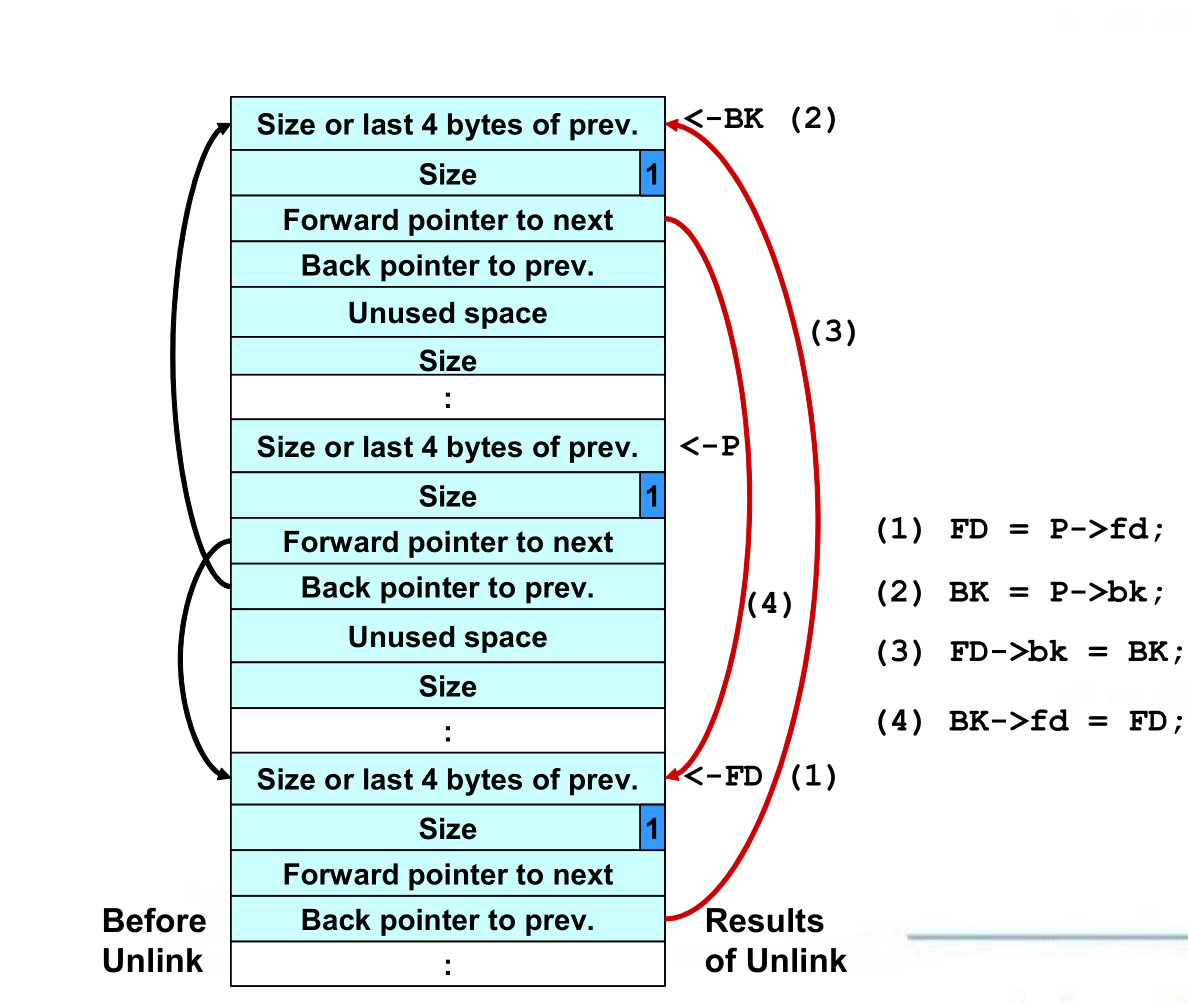 Size or last 4 bytes of prev.
<-BK (2)
Size
1
Forward pointer to next
Back pointer to prev.
Unused space
(3)
Size
:
Size or last 4 bytes of prev.
<-P
Size
1
(1) FD = P->fd;
Forward pointer to next
Back pointer to prev.
(2) BK = P->bk;
(4)
Unused space
(3) FD->bk = BK;
Size
(4) BK->fd = FD;
:
Size or last 4 bytes of prev.
<-FD (1)
Size
1
Forward pointer to next
Back pointer to prev.
:
Before
Unlink
Results
of Unlink